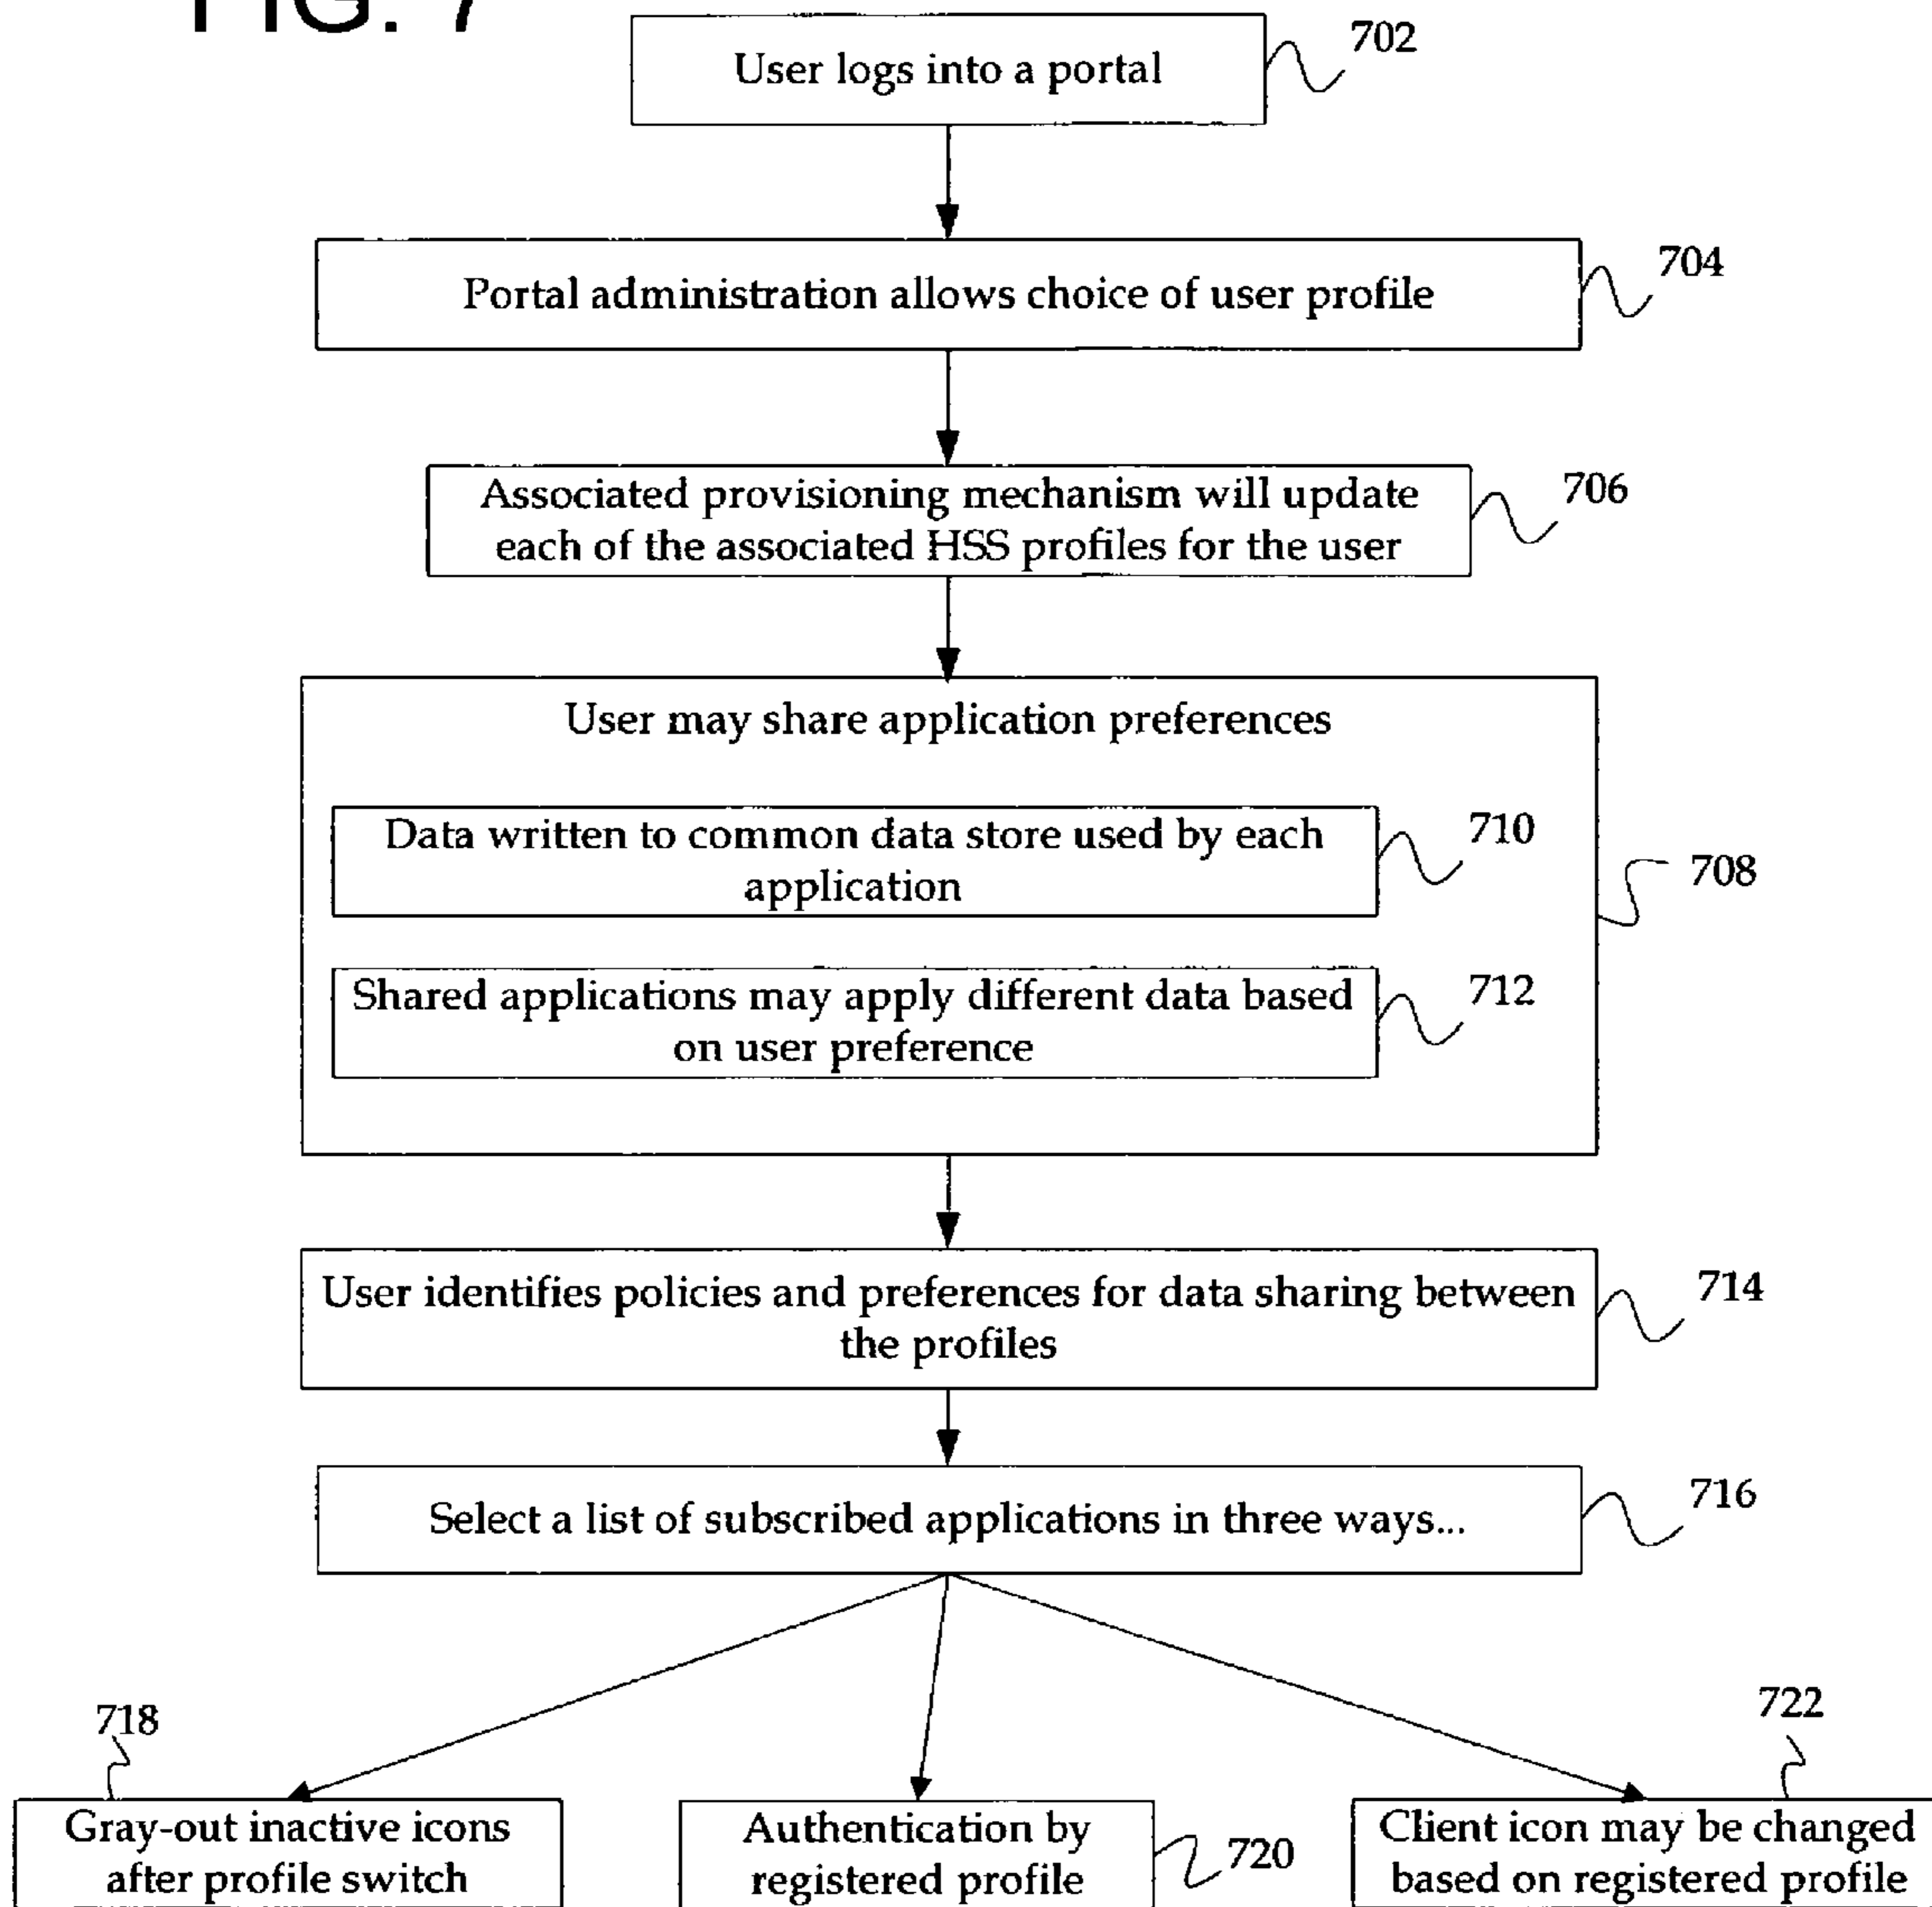 FIG. 7
User logs into a portal
702
Portal administration allows choice of user profile
704
Associated provisioning mechanism will update
each of the associated HSS profiles for the user
706
User may share application preferences
Data written to common data store used by each
application
710
708
Shared applications may apply different data based
on user preference
712
User identifies policies and preferences for data sharing between
the profiles
714
Select a list of subscribed applications in three ways...
716
718
Gray-out inactive icons
after profile switch
Authentication by
registered profile
720
722
Client icon may be changed
based on registered profile